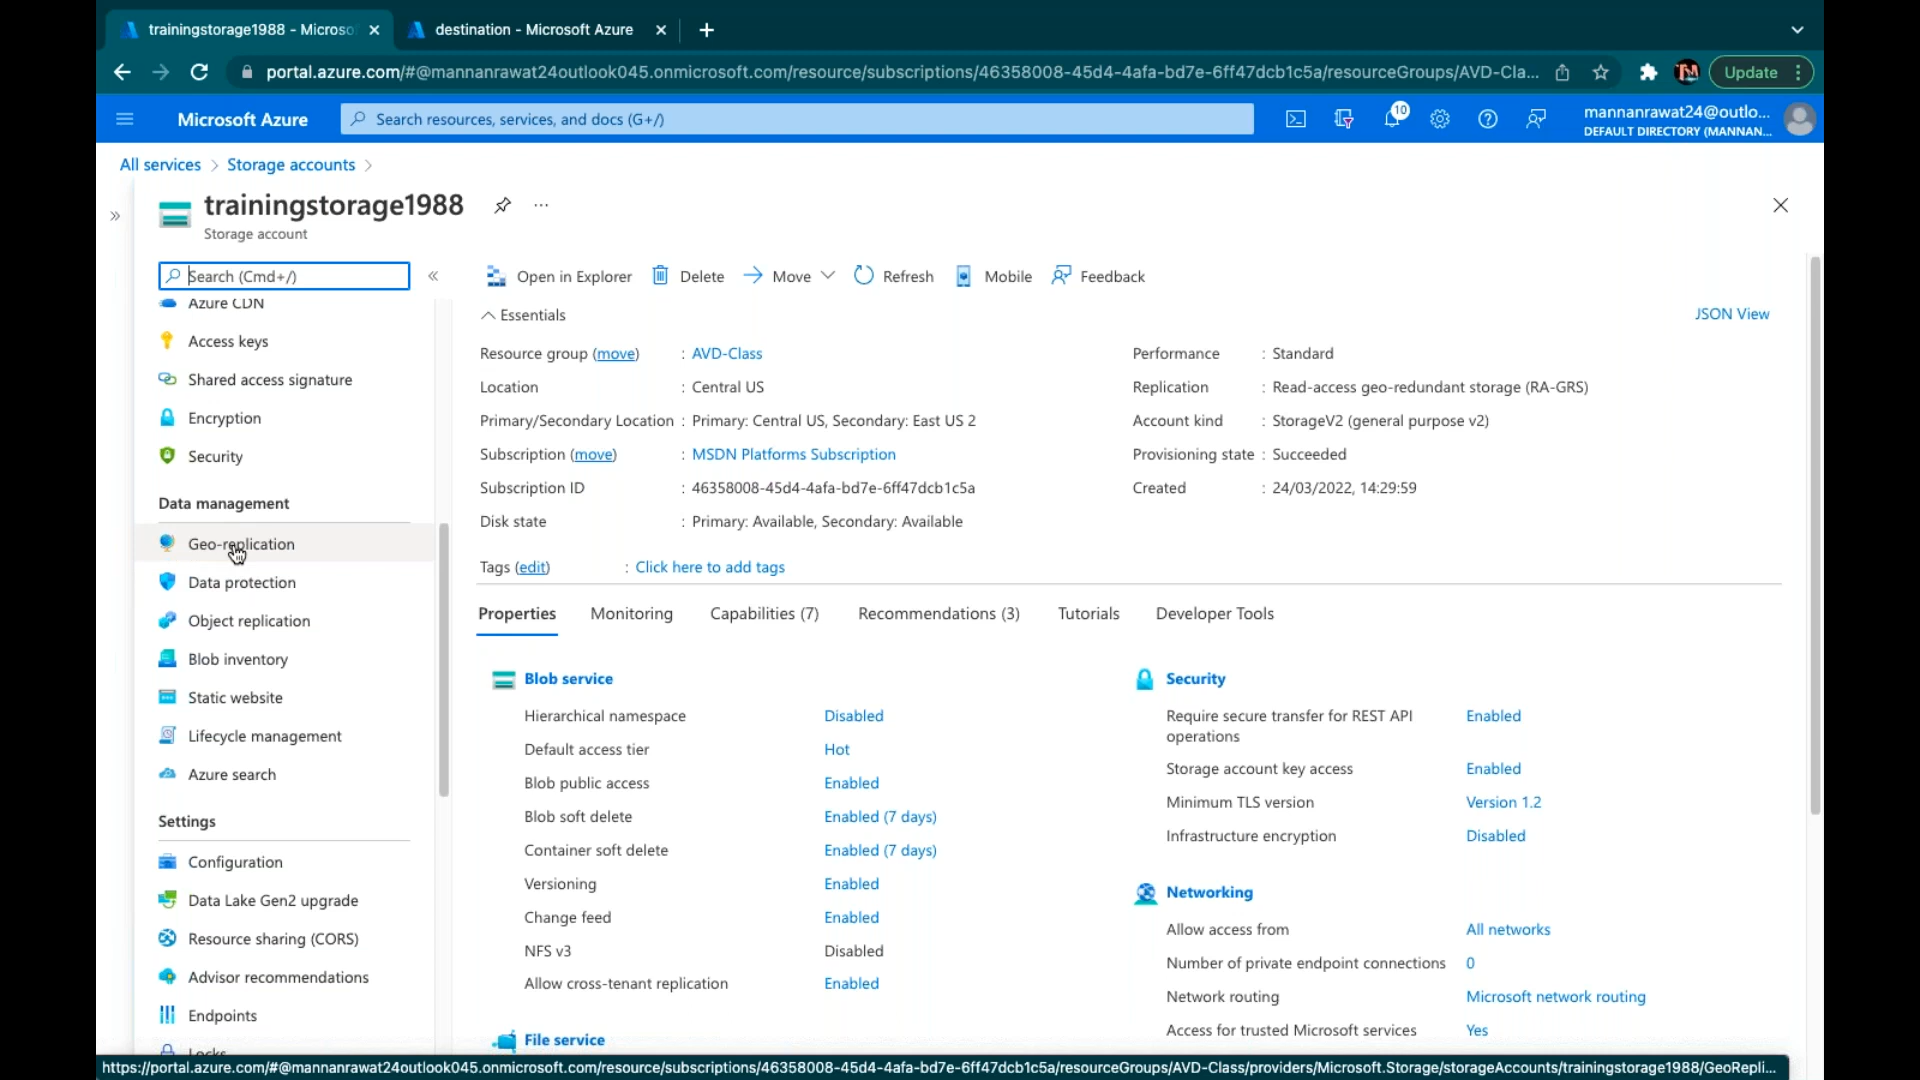 trainingstorage1988 - Microso
destination - Microsoft Azure
portal.azure.com/#@mannanrawat24outlook045.onmicrosoft.com/resource/subscriptions/46358008-45d4-4afa-bd7e-6ff47dcb1c5a/resourceGroups/AVD-Cla...
Update
Microsoft Azure
Search resources, services, and docs (G+/)
10
mannanrawat24@outlo...
DEFAULT DIRECTORY (MANNAN...
All services > Storage accounts >
trainingstorage1988
Storage account
Search (Cmd+/)
Open in Explorer
Delete
Move
Refresh
Mobile
Feedback
Azure CDN
Access keys
Shared access signature
Encryption
Security
Data management
Geo-replication
Data protection
Object replication
Blob inventory
Static website
Lifecycle management
Azure search
Settings
Configuration
Data Lake Gen2 upgrade
Resource sharing (CORS)
Advisor recommendations
Endpoints
Locks
Essentials
JSON View
Resource group (move) : AVD-Class
Location : Central US
Primary/Secondary Location : Primary: Central US, Secondary: East US 2
Subscription (move) : MSDN Platforms Subscription
Subscription ID : 46358008-45d4-4afa-bd7e-6ff47dcb1c5a
Disk state : Primary: Available, Secondary: Available
Performance : Standard
Replication : Read-access geo-redundant storage (RA-GRS)
Account kind : StorageV2 (general purpose v2)
Provisioning state : Succeeded
Created : 24/03/2022, 14:29:59
Tags (edit) : Click here to add tags
Properties
Monitoring
Capabilities (7)
Recommendations (3)
Tutorials
Developer Tools
Blob service
Hierarchical namespace Disabled
Default access tier Hot
Blob public access Enabled
Blob soft delete Enabled (7 days)
Container soft delete Enabled (7 days)
Versioning Enabled
Change feed Enabled
NFS v3 Disabled
Allow cross-tenant replication Enabled
File service
Security
Require secure transfer for REST API Enabled
operations
Storage account key access Enabled
Minimum TLS version Version 1.2
Infrastructure encryption Disabled
Networking
Allow access from All networks
Number of private endpoint connections 0
Network routing Microsoft network routing
Access for trusted Microsoft services Yes
https://portal.azure.com/#@mannanrawat24outlook045.onmicrosoft.com/resource/subscriptions/46358008-45d4-4afa-bd7e-6ff47dcb1c5a/resourceGroups/AVD-Class/providers/Microsoft.Storage/storageAccounts/trainingstorage1988/GeoRepli...